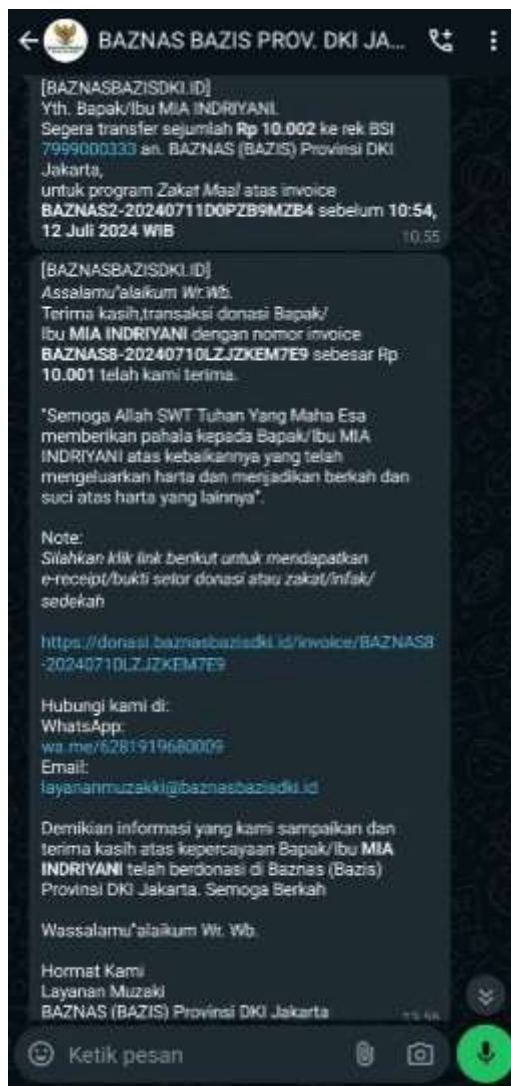 BAZNAS BAZIS PROV. DKI JA...
[BAZNASBAZISDKI.ID]
Yth. Bapak/Ibu MIA INDRIYANI.
Segera transfer sejumlah Rp 10.002 ke rek BSI
7999000333 an. BAZNAS (BAZIS) Provinsi DKI
Jakarta,
untuk program Zakat Maal atas invoice
BAZNAS2-20240711D0PZB9MZB4 sebelum 10:54,
12 Juli 2024 WIB
10.55
[BAZNASBAZISDKI.ID]
Assalamu"alaikum Wr.Wb.
Terima kasih,transaksi donasi Bapak/
Ibu MIA INDRIYANI dengan nomor invoice
BAZNAS8-20240710LZJZKEM7E9 sebesar Rp
10.001 telah kami terima.
"Semoga Allah SWT Tuhan Yang Maha Esa
memberikan pahala kepada Bapak/Ibu MIA
INDRIYANI atas kebaikannya yang telah
mengeluarkan harta dan menjadikan berkah dan
suci atas harta yang lainnya".
Note:
Silahkan klik link berikut untuk mendapatkan
e-receipt/bukti setor donasi atau zakat/infak/
sedekah
https://donasi.baznasbazisdki.id/invoice/BAZNAS8
-20240710LZJZKEM7E9
Hubungi kami di:
WhatsApp:
wa.me/6281919680009
Email:
layananmuzakki@baznasbazisdki.id
Demikian informasi yang kami sampaikan dan
terima kasih atas kepercayaan Bapak/Ibu MIA
INDRIYANI telah berdonasi di Baznas (Bazis)
Provinsi DKI Jakarta. Semoga Berkah
Wassalamu"alaikum Wr. Wb.
Hormat Kami
Layanan Muzaki
BAZNAS (BAZIS) Provinsi DKI Jakarta
Ketik pesan